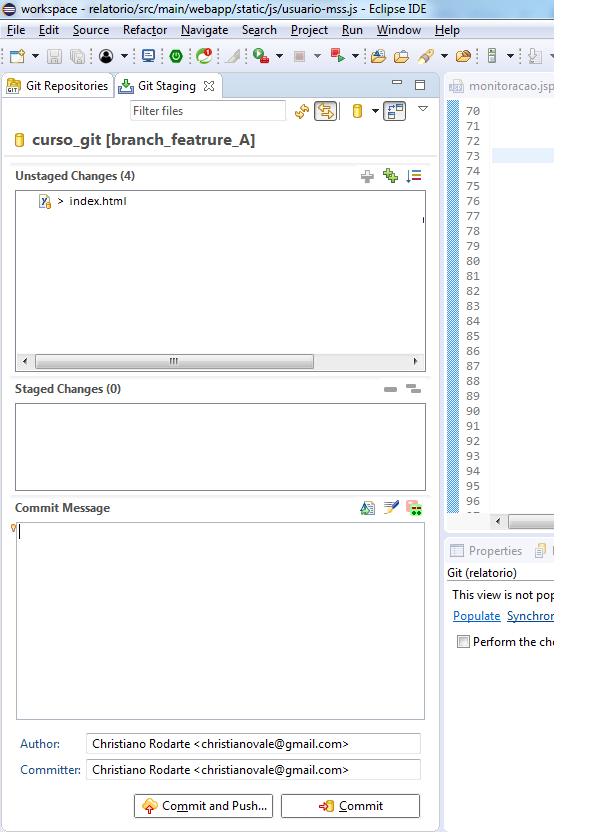 workspace - relatorio/src/main/webapp/static/js/usuario-mss.js - Eclipse IDE
File Edit Source Refactor Navigate Search Project Run Window Help
Git Repositories Git Staging
Filter files
curso_git [branch_featrure_A]
Unstaged Changes (4)
> index.html
Staged Changes (0)
Commit Message
Author: Christiano Rodarte <christianovale@gmail.com>
Committer: Christiano Rodarte <christianovale@gmail.com>
Commit and Push... Commit
monitoracao.jsp
70
71
72
73
74
75
76
77
78
79
80
81
82
83
84
85
86
87
88
89
90
91
92
93
94
95
96
Properties
Git (relatorio)
This view is not pop
Populate Synchron
Perform the che